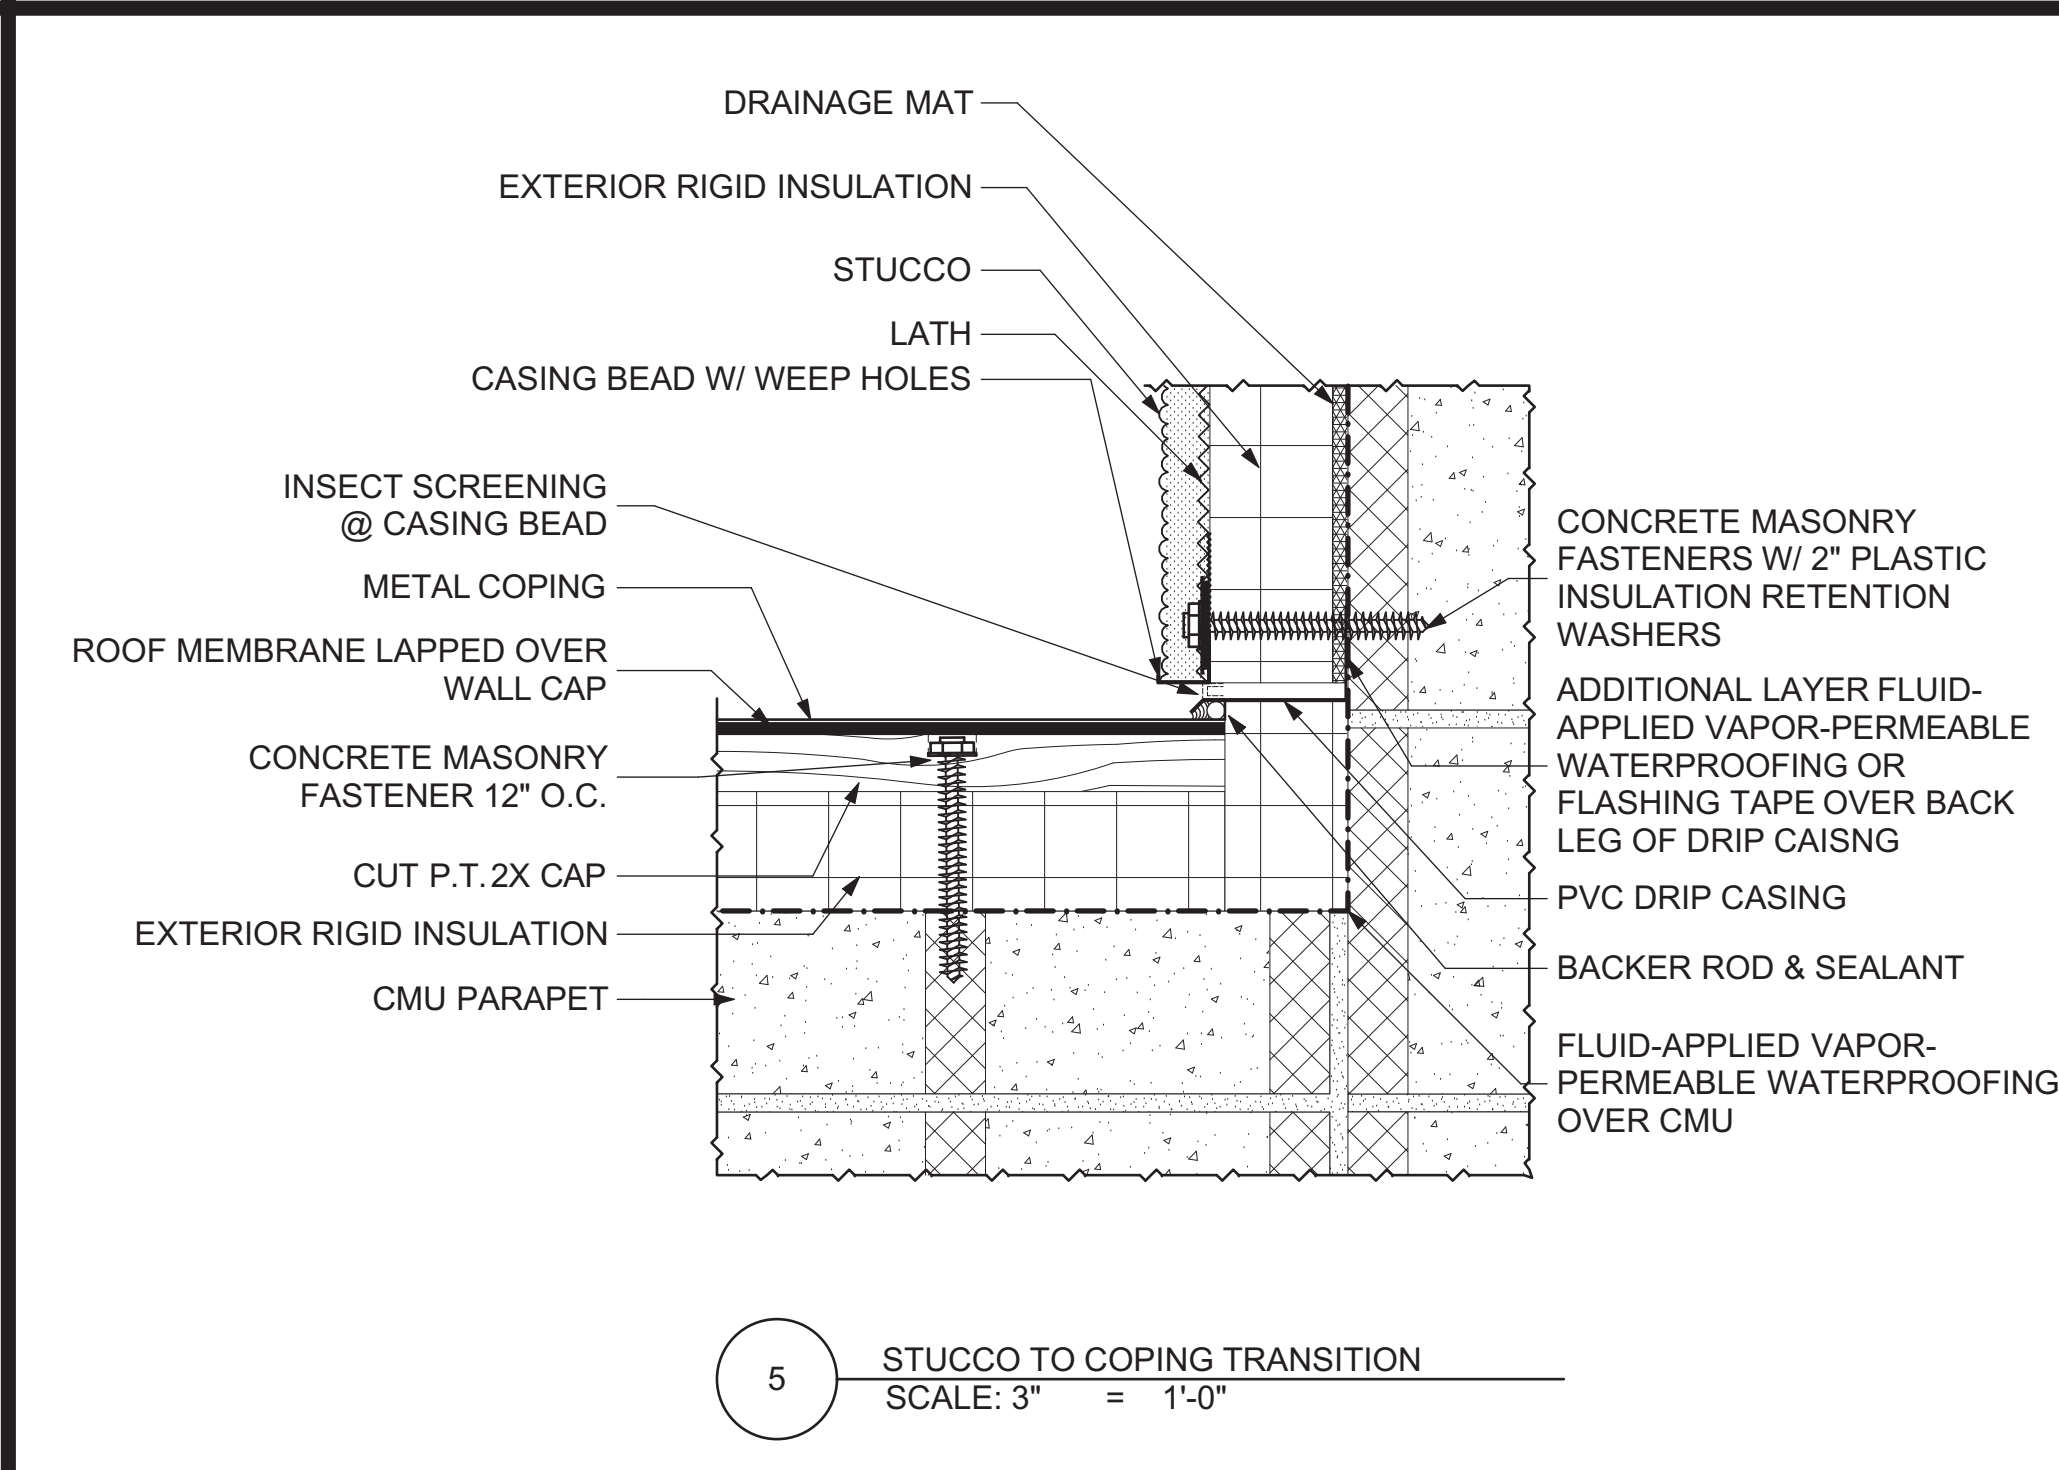 DRAINAGE MAT
EXTERIOR RIGID INSULATION
STUCCO
LATH
CASING BEAD W/ WEEP HOLES
INSECT SCREENING
@ CASING BEAD
METAL COPING
ROOF MEMBRANE LAPPED OVER
WALL CAP
CONCRETE MASONRY
FASTENER 12" O.C.
CUT P.T. 2X CAP
EXTERIOR RIGID INSULATION
CMU PARAPET
CONCRETE MASONRY
FASTENERS W/ 2" PLASTIC
INSULATION RETENTION
WASHERS
ADDITIONAL LAYER FLUID-
APPLIED VAPOR-PERMEABLE
WATERPROOFING OR
FLASHING TAPE OVER BACK
LEG OF DRIP CAISNG
PVC DRIP CASING
BACKER ROD & SEALANT
FLUID-APPLIED VAPOR-
PERMEABLE WATERPROOFING
OVER CMU
5
STUCCO TO COPING TRANSITION
SCALE: 3" = 1'-0"